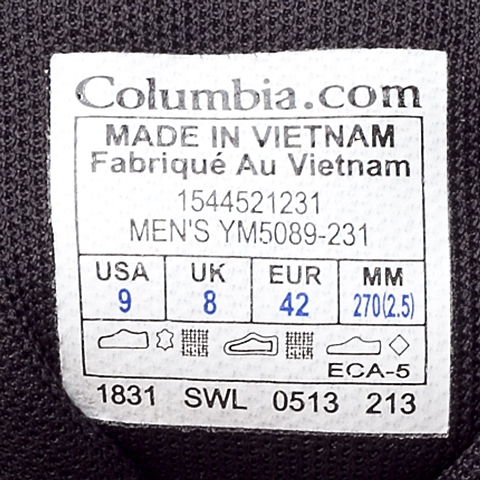 Columbia.com
MADE IN VIETNAM
Fabriqué Au Vietnam
1544521231
MEN'S YM5089-231
USA UK EUR MM
9 8 42 270(2.5)
ECA-5
1831 SWL 0513 213